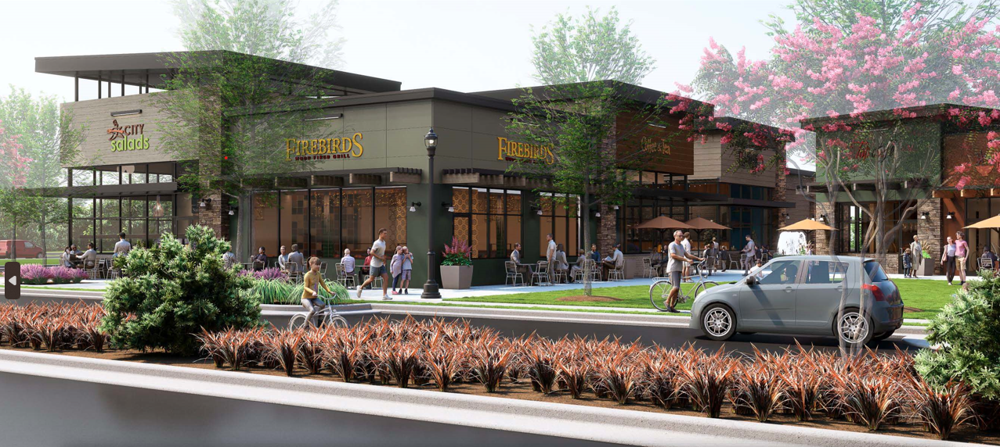 CITY
salads
FIREBIRDS
WOOD FIRED GRILL
FIREBIRDS
Coffee & Tea